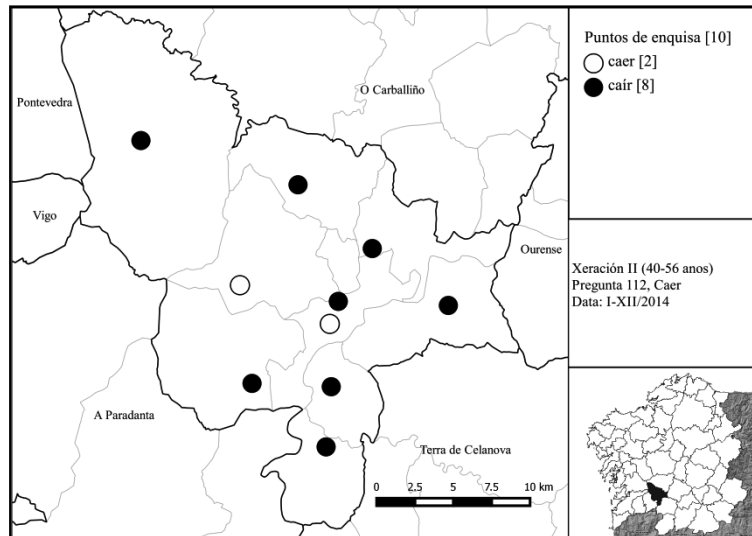 Pontevedra
O Carballiño
Vigo
Ourense
A Paradanta
Terra de Celanova
0 2,5 5 7,5 10 km
Puntos de enquisa [10]
caer [2]
caír [8]
Xeración II (40-56 anos)
Pregunta 112, Caer
Data: I-XII/2014